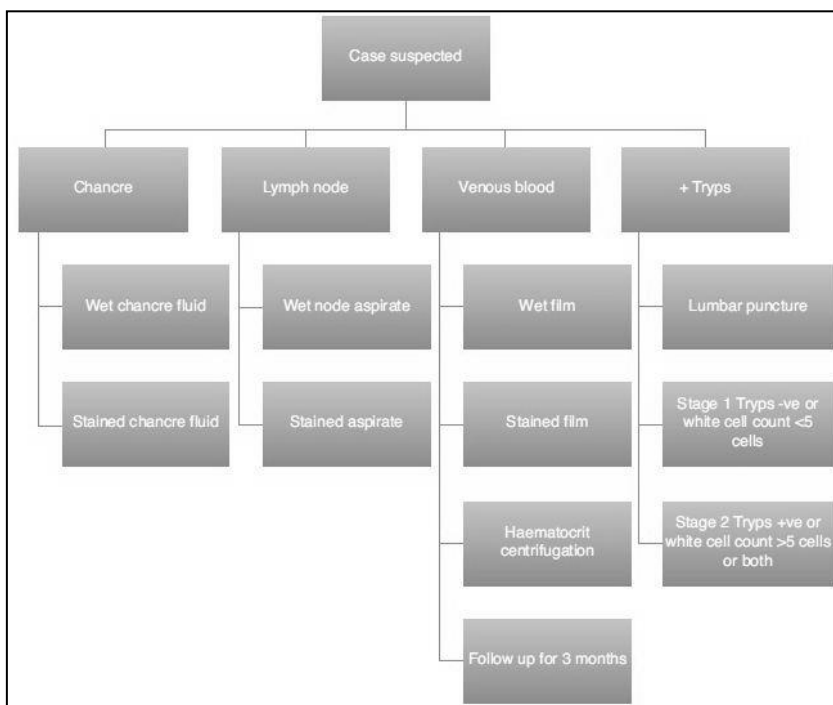 Case suspected
Chancre
Lymph node
Venous blood
+ Tryps
Wet chancre fluid
Wet node aspirate
Wet film
Lumbar puncture
Stained chancre fluid
Stained aspirate
Stained film
Stage 1 Tryps -ve or
white cell count <5
cells
Haematocrit
centrifugation
Stage 2 Tryps +ve or
white cell count >5 cells
or both
Follow up for 3 months